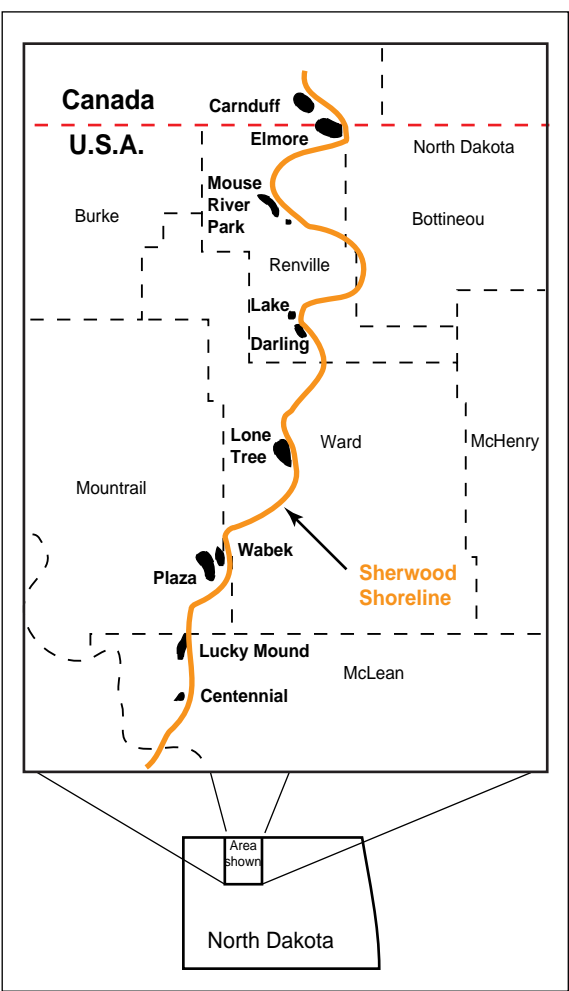 Canada
Carnduff
U.S.A.
Elmore
North Dakota
Mouse
River
Park
Burke
Bottineou
Renville
Lake
Darling
Lone
Tree
Ward
McHenry
Mountrail
Wabek
Plaza
Sherwood
Shoreline
Lucky Mound
McLean
Centennial
Area
shown
North Dakota